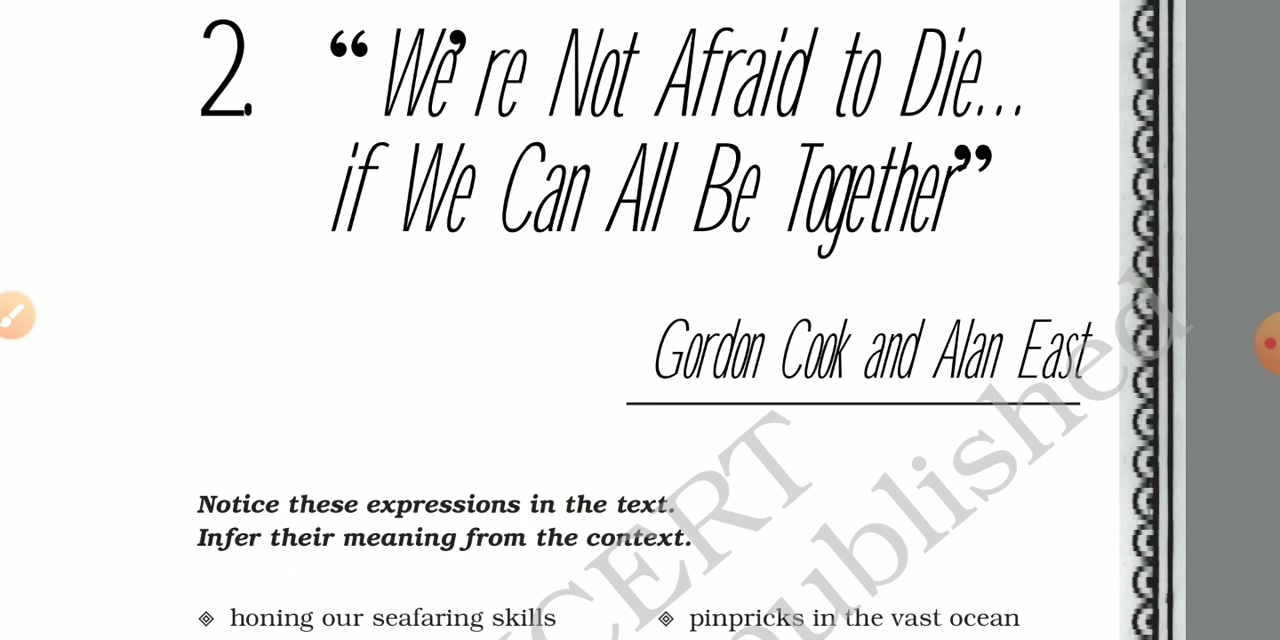 2. “We’re Not Afraid to Die...
if We Can All Be Together”
Gordon Cook and Alan East
Notice these expressions in the text.
Infer their meaning from the context.
honing our seafaring skills
pinpricks in the vast ocean
published